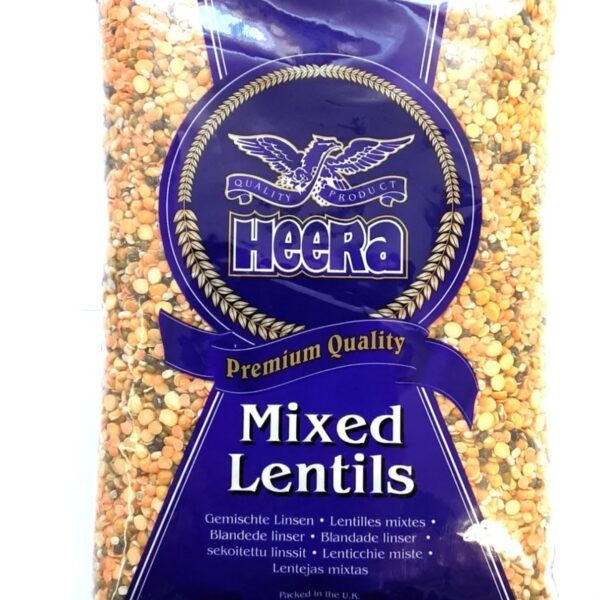 QUALITY PRODUCT
HEERa
Premium Quality
Mixed
Lentils
Gemischte Linsen • Lentilles mixtes •
Blandede linser • Blandade linser •
sekoitettu linssit • Lenticchie miste •
Lentejas mixtas
Packed in the U.K.